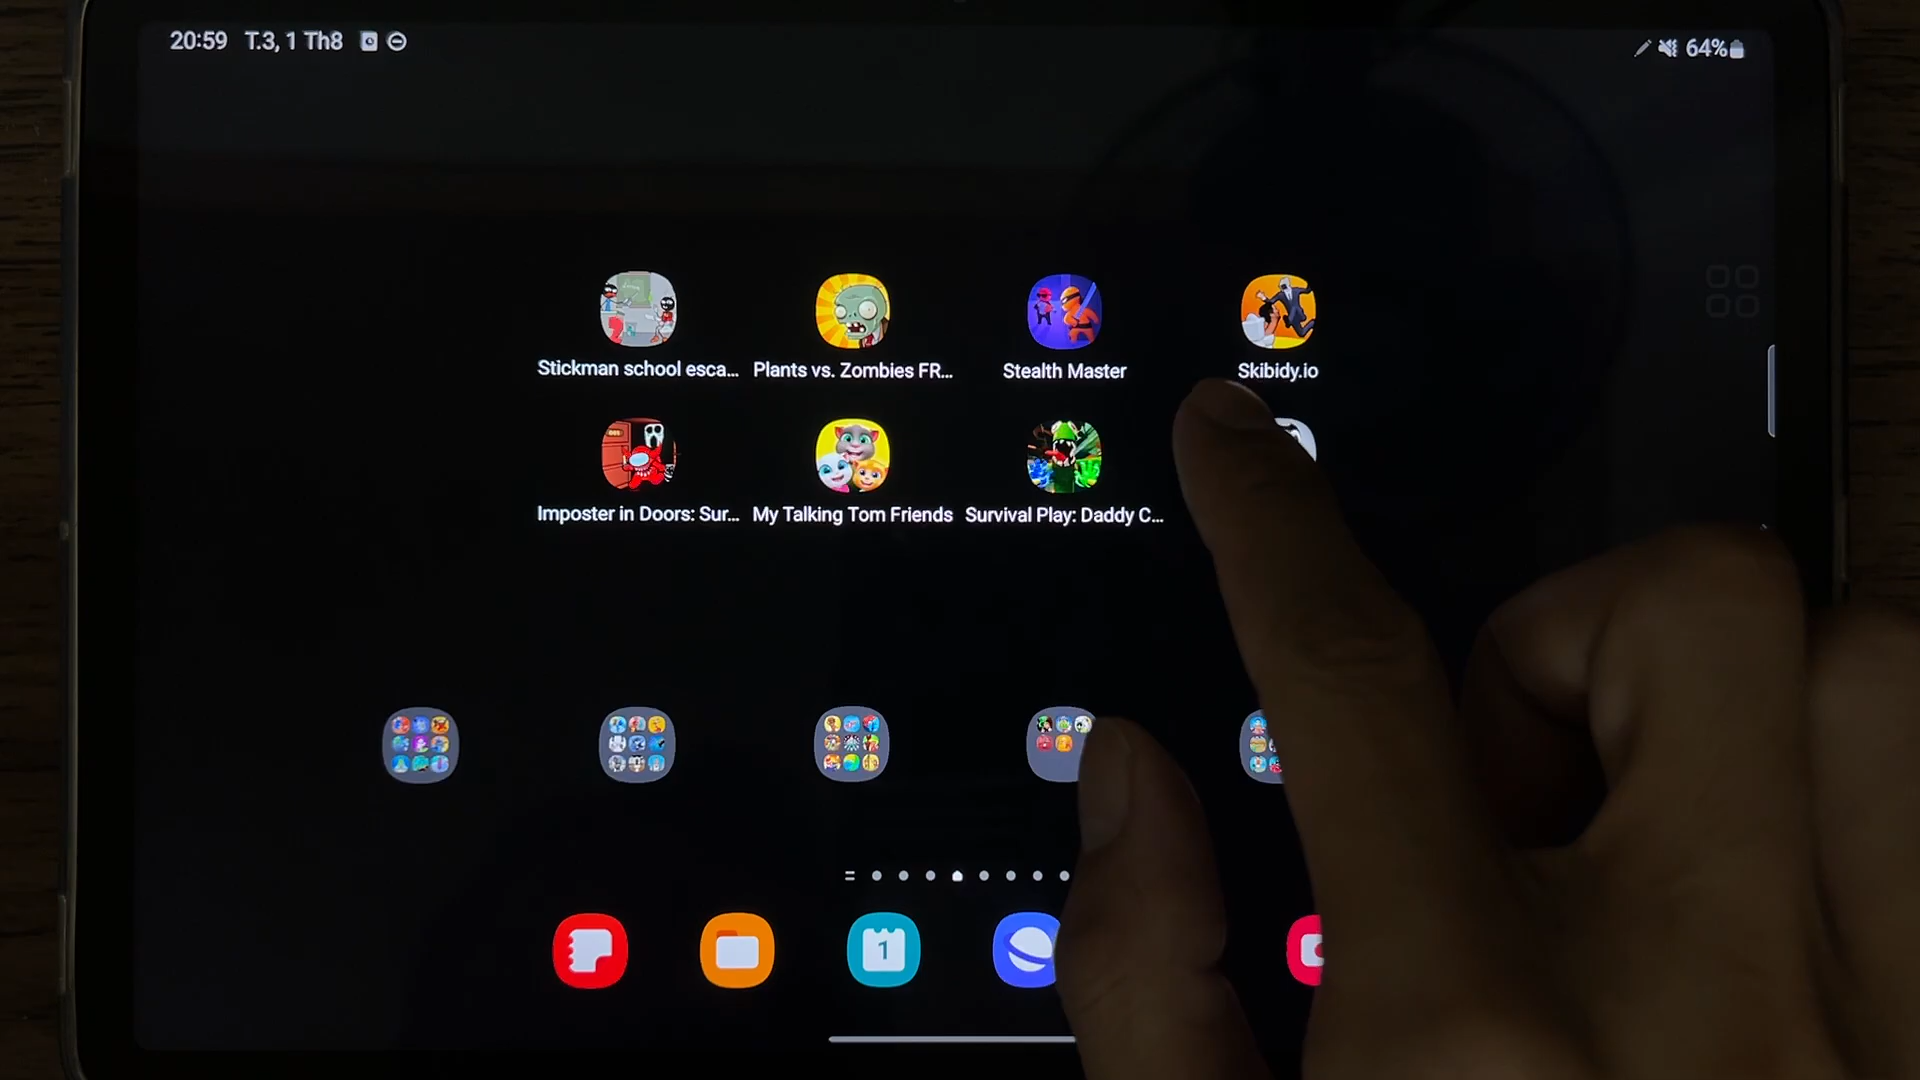 20:59 T.3, 1 Th8
64%
Stickman school esca...
Plants vs. Zombies FR...
Stealth Master
Skibidy.io
Imposter in Doors: Sur...
My Talking Tom Friends
Survival Play: Daddy C...
1